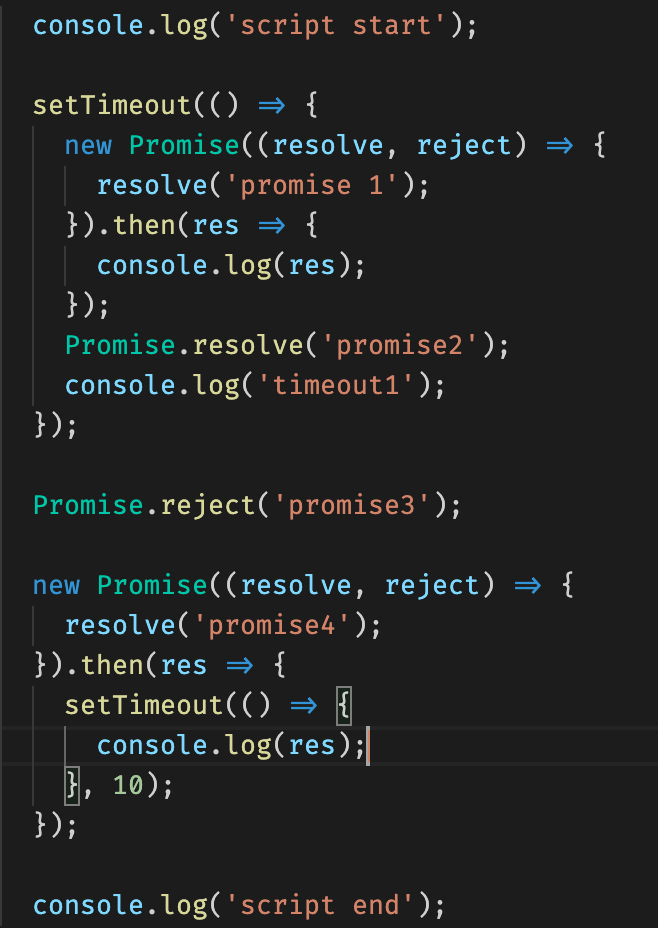 console.log('script start');

setTimeout(() => {
  new Promise((resolve, reject) => {
    resolve('promise 1');
  }).then(res => {
    console.log(res);
  });
  Promise.resolve('promise2');
  console.log('timeout1');
});

Promise.reject('promise3');

new Promise((resolve, reject) => {
  resolve('promise4');
}).then(res => {
  setTimeout(() => {
    console.log(res);
  }, 10);
});

console.log('script end');